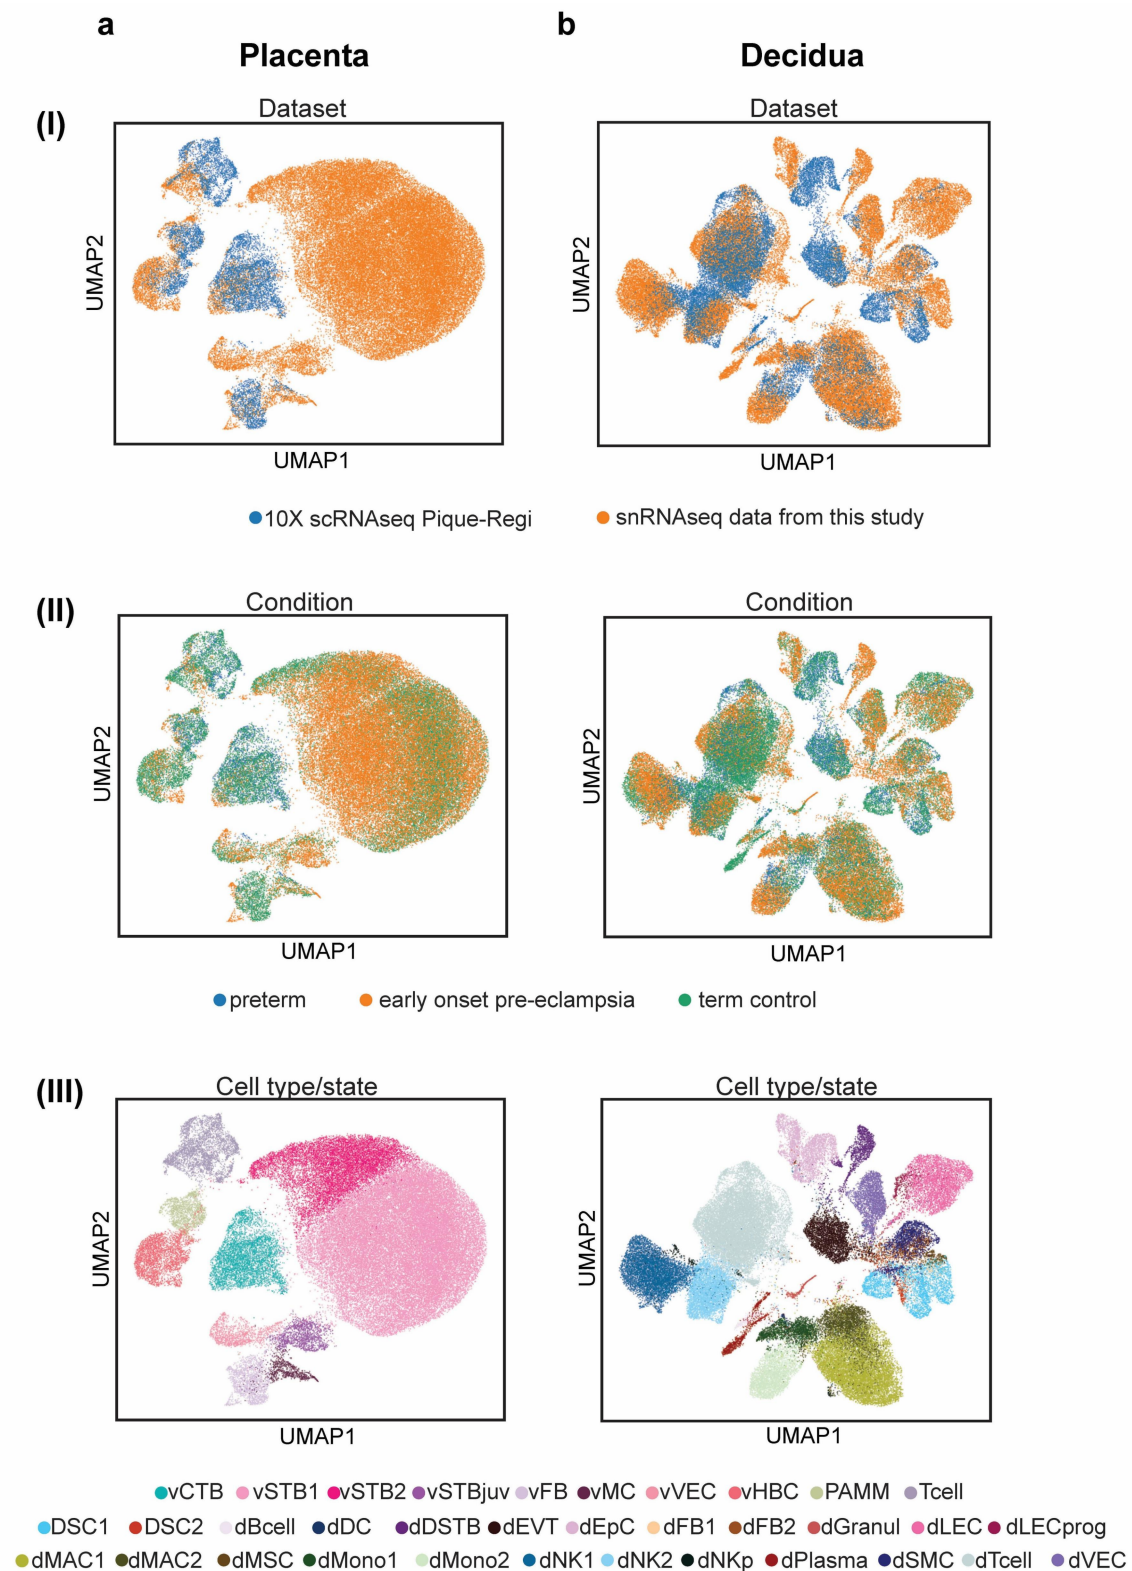 a b
Placenta Decidua
(I) Dataset Dataset
UMAP2 UMAP2
UMAP1 UMAP1
10X scRNAseq Pique-Regi snRNAseq data from this study
(II) Condition Condition
UMAP2 UMAP2
UMAP1 UMAP1
preterm early onset pre-eclampsia term control
(III) Cell type/state Cell type/state
UMAP2 UMAP2
UMAP1 UMAP1
vCTB vSTB1 vSTB2 vSTBjuv vFB vMC vVEC vHBC PAMM Tcell
DSC1 DSC2 dBcell dDC dDSTB dEVT dEpC dFB1 dFB2 dGranul dLEC dLECprog
dMAC1 dMAC2 dMSC dMono1 dMono2 dNK1 dNK2 dNKp dPlasma dSMC dTcell dVEC